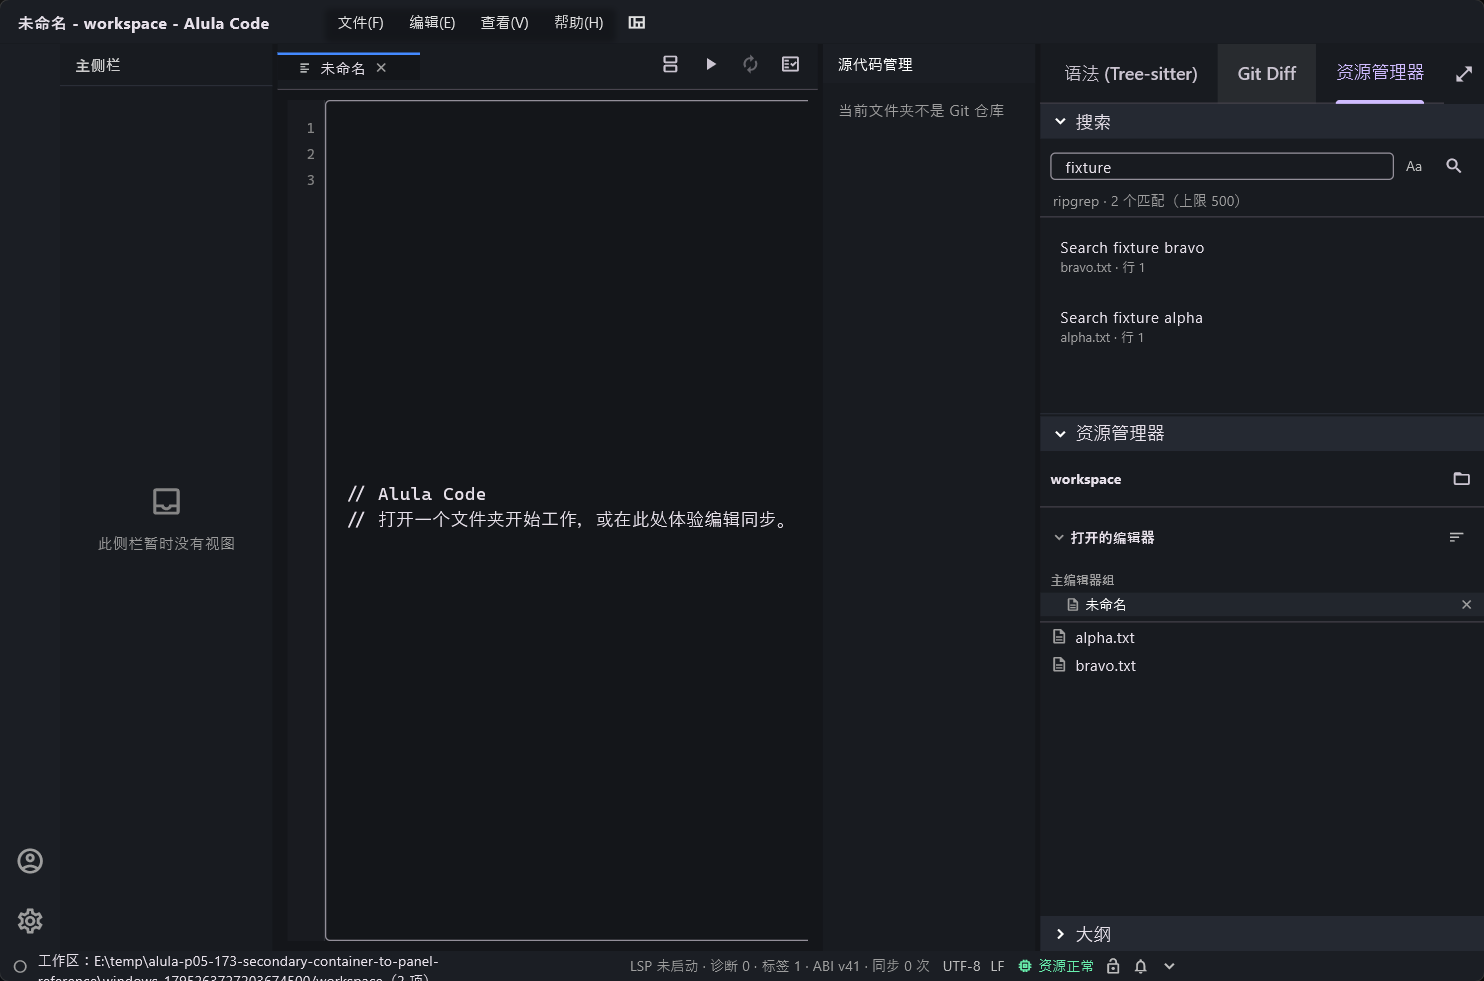 未命名 - workspace - Alula Code
文件(F) 编辑(E) 查看(V) 帮助(H)
主侧栏
未命名
源代码管理
语法 (Tree-sitter) Git Diff 资源管理器
当前文件夹不是 Git 仓库
搜索
1
2
3
fixture
Aa
ripgrep · 2 个匹配（上限 500）
Search fixture bravo
bravo.txt · 行 1
Search fixture alpha
alpha.txt · 行 1
资源管理器
workspace
// Alula Code
// 打开一个文件夹开始工作，或在此处体验编辑同步。
此侧栏暂时没有视图
打开的编辑器
主编辑器组
未命名
alpha.txt
bravo.txt
大纲
工作区：E:\temp\alula-p05-173-secondary-container-to-panel-
reference\windows-1795263727203674500/workspace（2 项）
LSP 未启动 · 诊断 0 · 标签 1 · ABI v41 · 同步 0 次 UTF-8 LF 资源正常